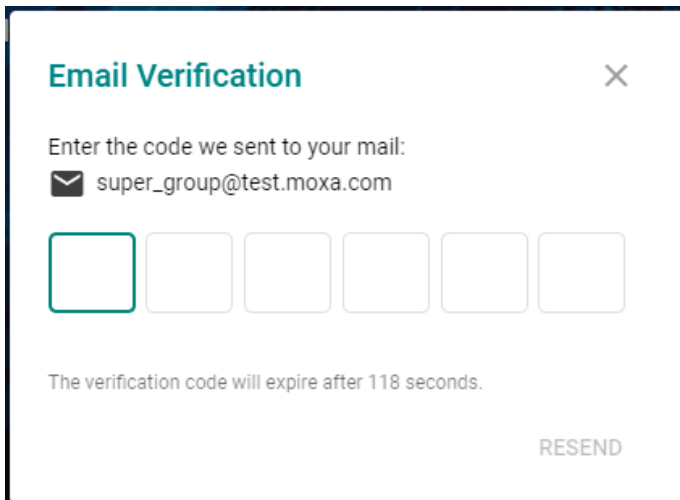 Email Verification
Enter the code we sent to your mail:
super_group@test.moxa.com
The verification code will expire after 118 seconds.
RESEND